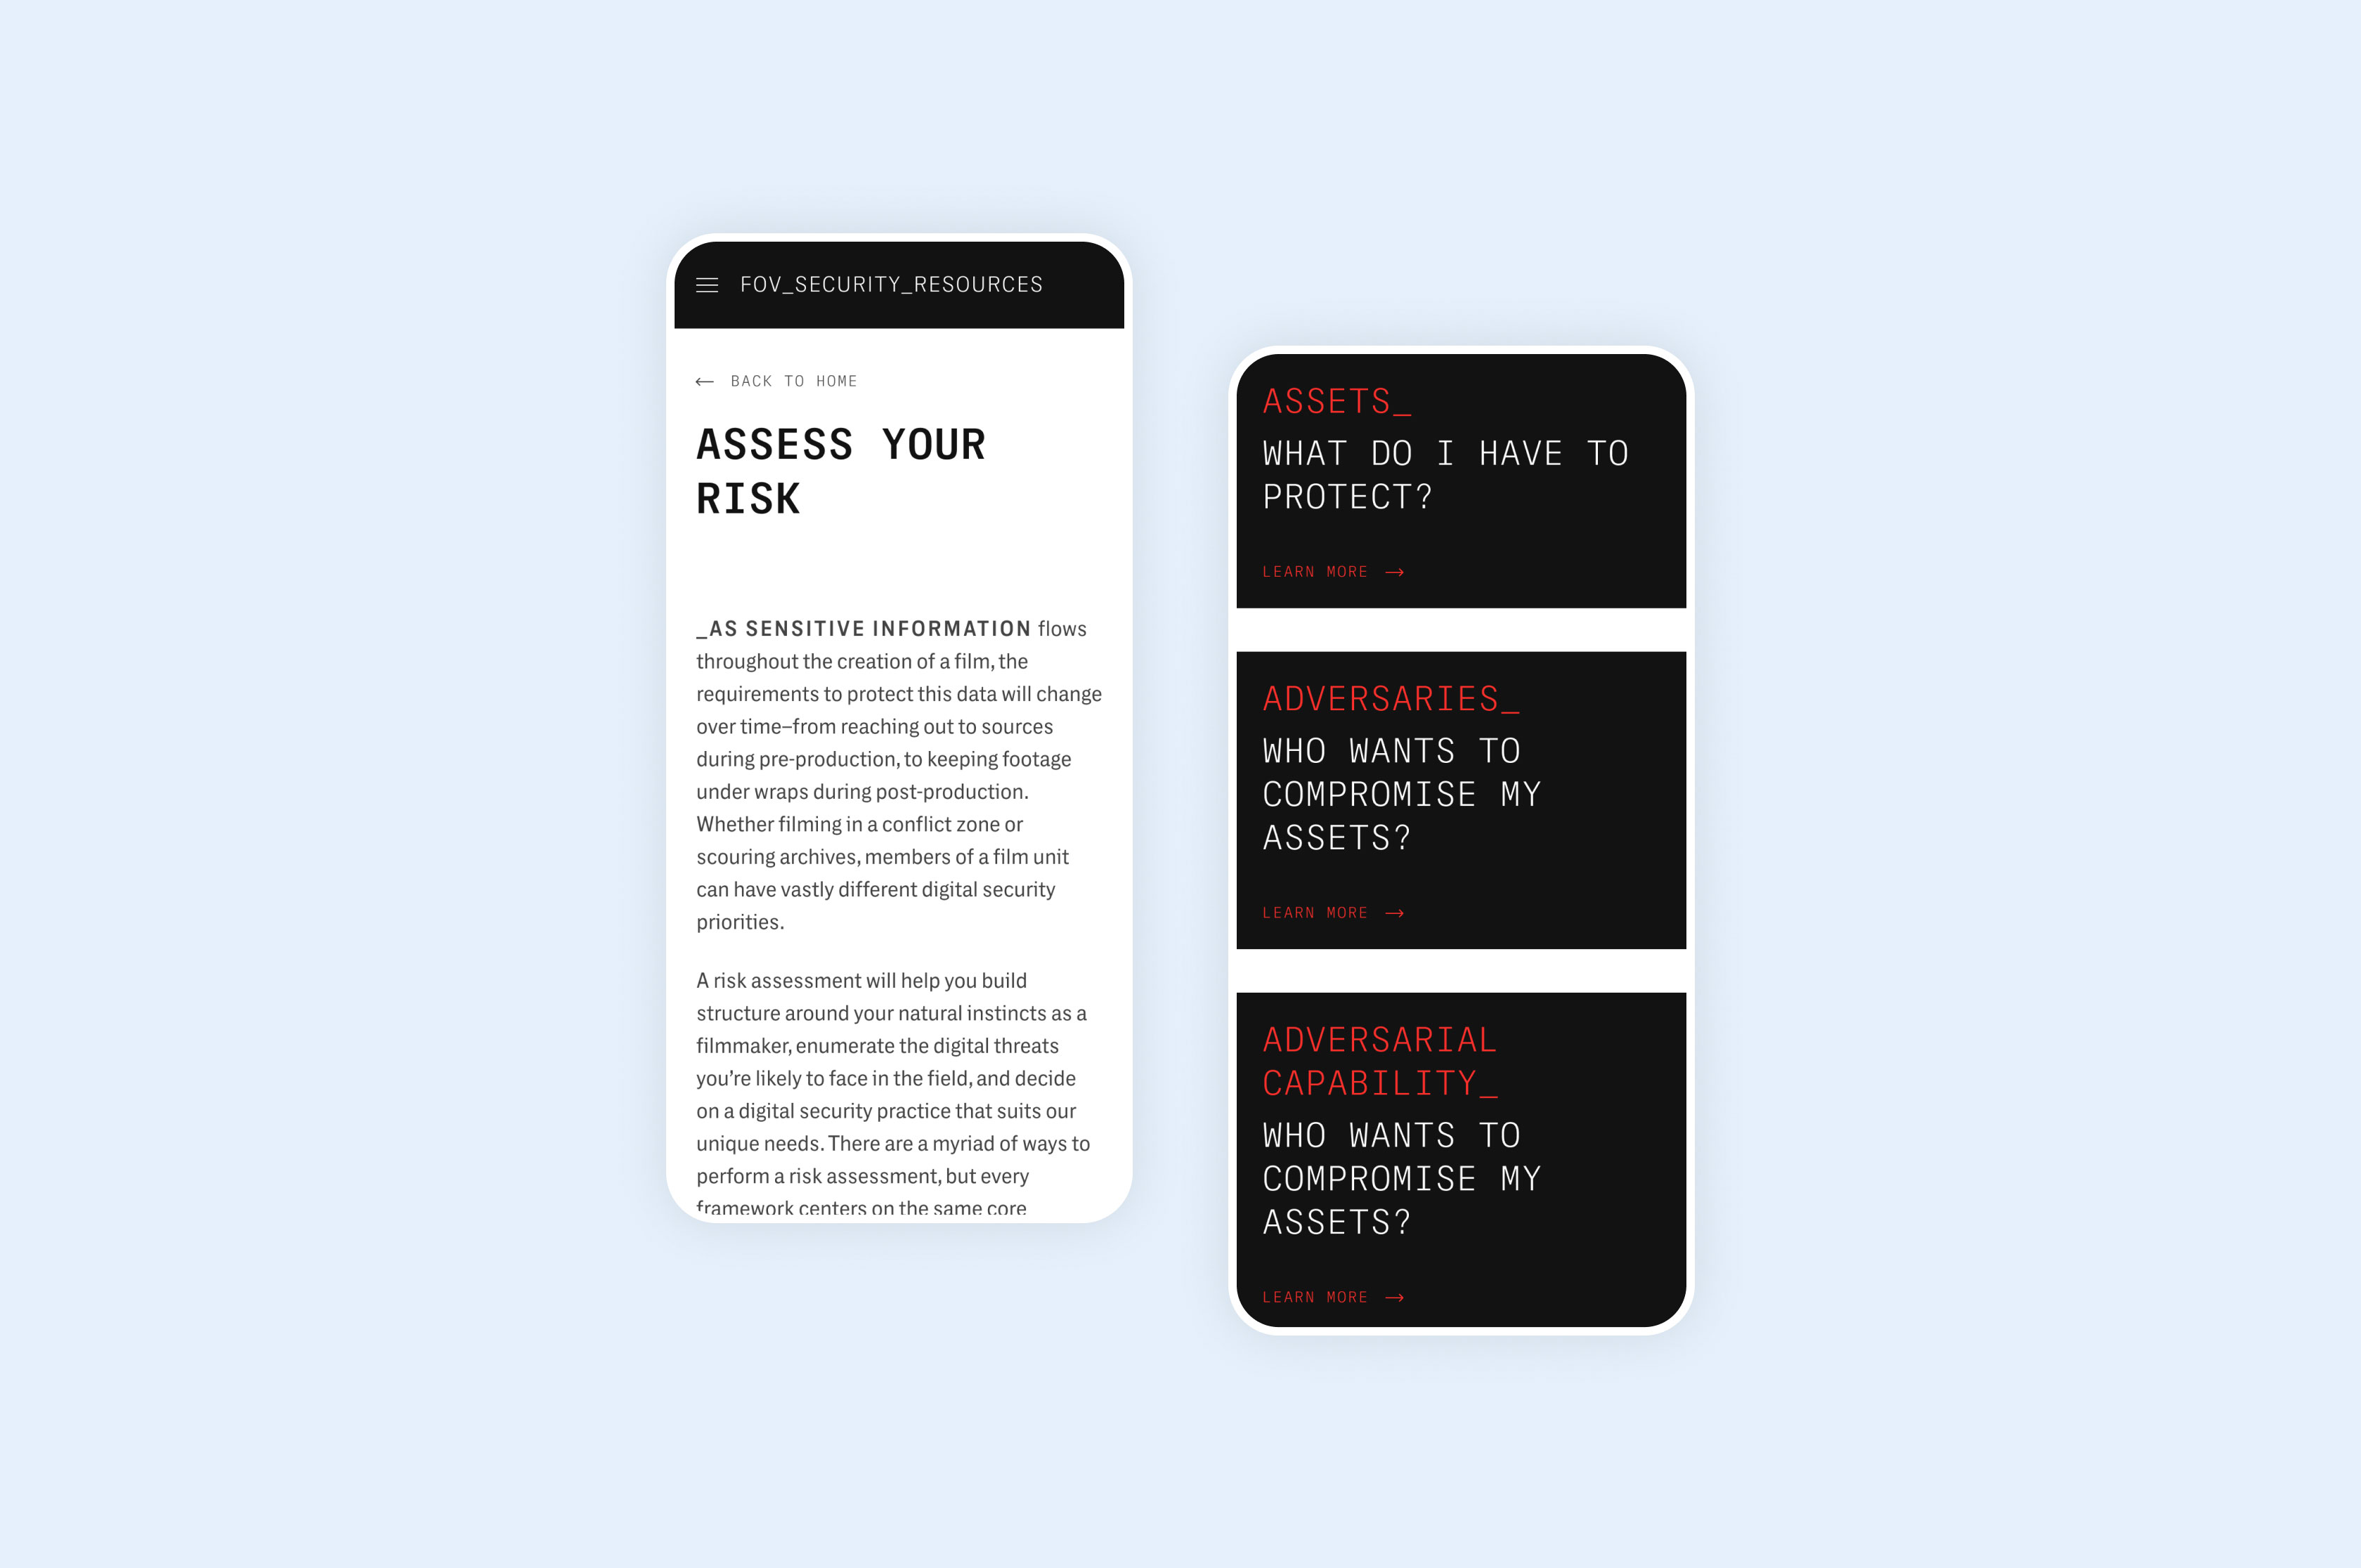 FOV_SECURITY_RESOURCES
BACK TO HOME
ASSESS YOUR
RISK
_AS SENSITIVE INFORMATION flows
throughout the creation of a film, the
requirements to protect this data will change
over time–from reaching out to sources
during pre-production, to keeping footage
under wraps during post-production.
Whether filming in a conflict zone or
scouring archives, members of a film unit
can have vastly different digital security
priorities.
A risk assessment will help you build
structure around your natural instincts as a
filmmaker, enumerate the digital threats
you’re likely to face in the field, and decide
on a digital security practice that suits our
unique needs. There are a myriad of ways to
perform a risk assessment, but every
framework centers on the same core
ASSETS_
WHAT DO I HAVE TO
PROTECT?
LEARN MORE
ADVERSARIES_
WHO WANTS TO
COMPROMISE MY
ASSETS?
LEARN MORE
ADVERSARIAL
CAPABILITY_
WHO WANTS TO
COMPROMISE MY
ASSETS?
LEARN MORE